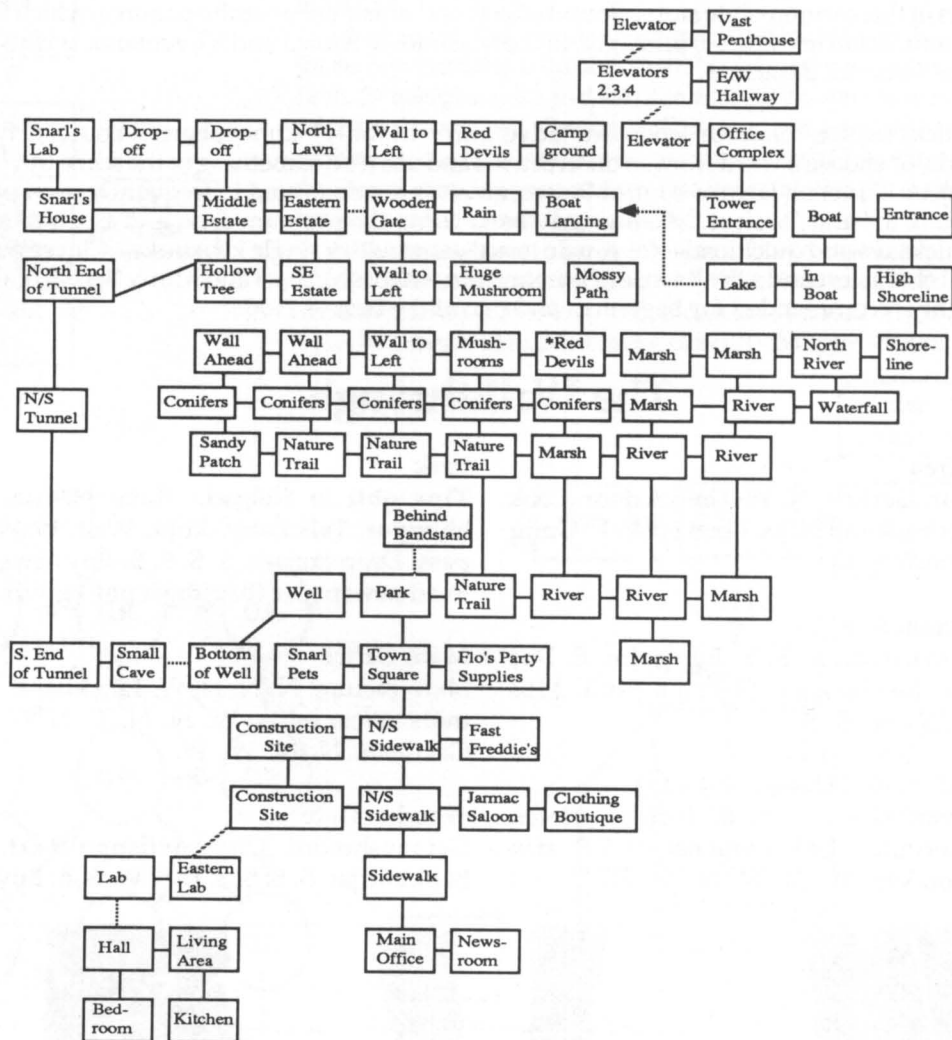 Elevator
Vast
Penthouse
Elevators
2,3,4
E/W
Hallway
Snarl's
Lab
Drop-
off
Drop-
off
North
Lawn
Wall to
Left
Red
Devils
Camp
ground
Elevator
Office
Complex
Snarl's
House
Middle
Estate
Eastern
Estate
Wooden
Gate
Rain
Boat
Landing
Tower
Entrance
Boat
Entrance
North End
of Tunnel
Hollow
Tree
SE
Estate
Wall to
Left
Huge
Mushroom
Mossy
Path
Lake
In
Boat
High
Shoreline
Wall
Ahead
Wall
Ahead
Wall to
Left
Mush-
rooms
*Red
Devils
Marsh
Marsh
North
River
Shore-
line
N/S
Tunnel
Conifers
Conifers
Conifers
Conifers
Conifers
Marsh
River
Waterfall
Sandy
Patch
Nature
Trail
Nature
Trail
Nature
Trail
Marsh
River
River
Behind
Bandstand
Well
Park
Nature
Trail
River
River
Marsh
S. End
of Tunnel
Small
Cave
Bottom
of Well
Snarl
Pets
Town
Square
Flo's Party
Supplies
Marsh
Construction
Site
N/S
Sidewalk
Fast
Freddie's
Construction
Site
N/S
Sidewalk
Jarmac
Saloon
Clothing
Boutique
Lab
Eastern
Lab
Sidewalk
Hall
Living
Area
Main
Office
News-
room
Bed-
room
Kitchen